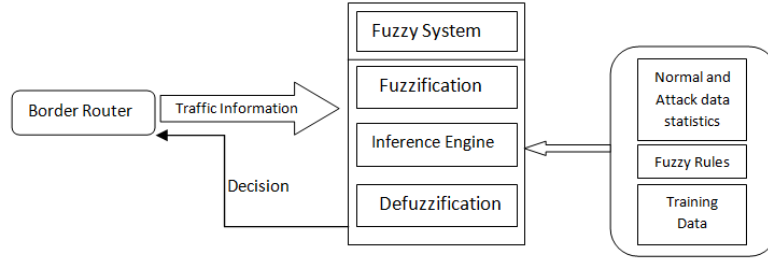 Border Router
Traffic Information
Decision
Fuzzy System
Fuzzification
Inference Engine
Defuzzification
Normal and
Attack data
statistics
Fuzzy Rules
Training
Data